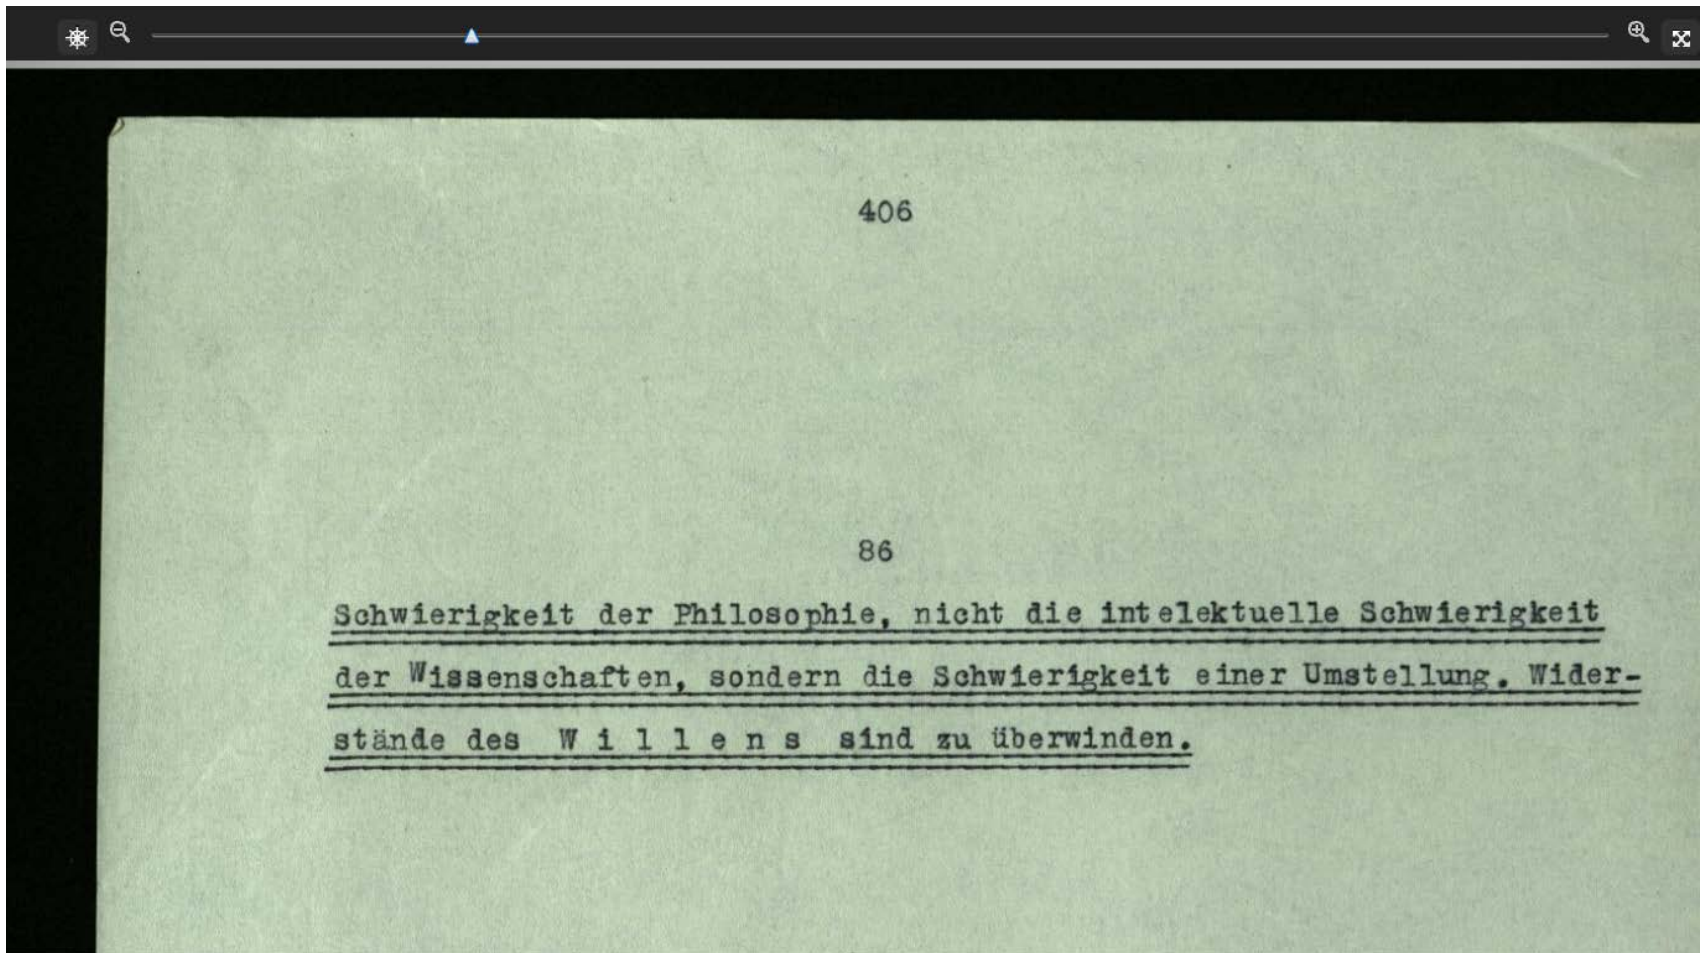 406
86
Schwierigkeit der Philosophie, nicht die intelektuelle Schwierigkeit
der Wissenschaften, sondern die Schwierigkeit einer Umstellung. Wider-
stände des W i l l e n s sind zu überwinden.